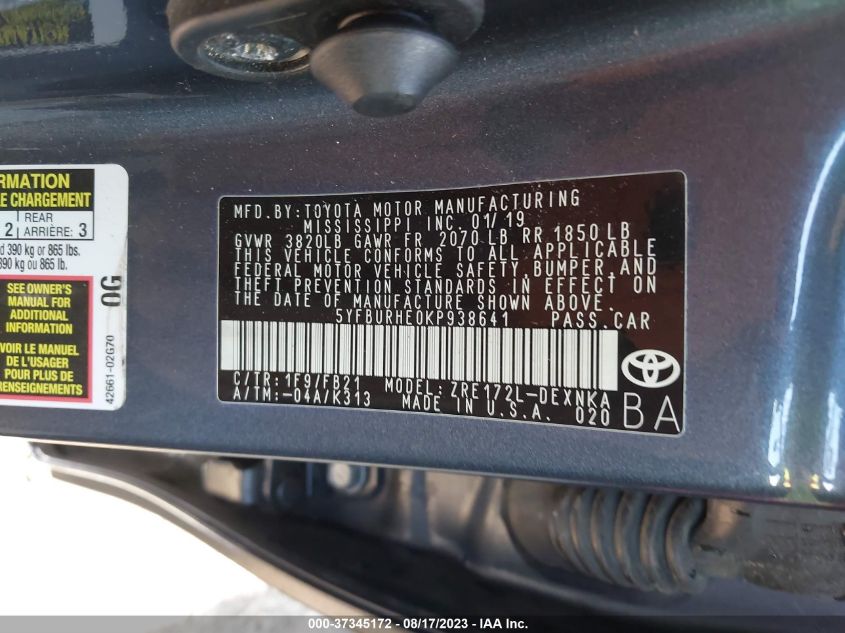 RMATION
E CHARGEMENT
2 REAR
ARRIÈRE: 3
d 390 kg or 865 lbs.
390 kg ou 865 lb.
SEE OWNER'S
MANUAL FOR
ADDITIONAL
INFORMATION
VOIR LE MANUEL
DE L'USAGER
POUR PLUS DE
RENSEIGNEMENTS
OG
42661-02G70
MFD.BY:TOYOTA MOTOR MANUFACTURING
MISSISSIPPI INC. 01/19
GVWR 3820LB GAWR FR 2070 LB RR 1850 LB
THIS VEHICLE CONFORMS TO ALL APPLICABLE
FEDERAL MOTOR VEHICLE SAFETY,BUMPER,AND
THEFT PREVENTION STANDARDS IN EFFECT ON
THE DATE OF MANUFACTURE SHOWN ABOVE.
5YFBURHE0KP938641 PASS.CAR
C/TR:1F9/FB21 MODEL:ZRE172L-DEXNKA
A/TM:-04A/K313 MADE IN U.S.A. 020
BA
000-37345172 - 08/17/2023 - IAA Inc.